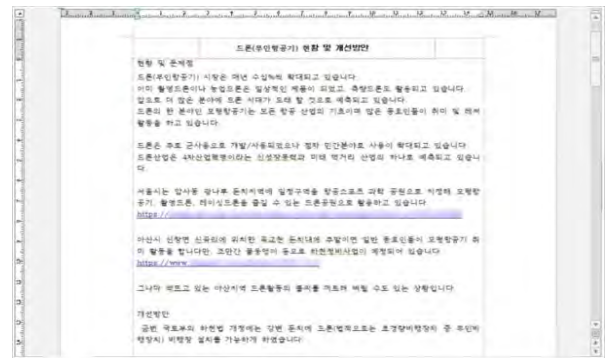 드론(무인항공기) 현황 및 개선방안
현황 및 문제점
드론(무인항공기) 시장은 매년 수십%씩 확대되고 있습니다.
이미 촬영드론이나 농업드론은 일상적인 제품이 되었고, 측량드론도 활용되고 있습니다.
앞으로 더 많은 분야에 드론 시대가 도래 할 것으로 예측되고 있습니다.
드론의 한 분야인 모형항공기는 모든 항공 산업의 기초이며 많은 동호인들이 취미 및 레저
활동을 하고 있습니다.
드론은 주로 군사용으로 개발/사용되었으나 점차 민간분야로 사용이 확대되고 있습니다.
드론산업은 4차산업혁명이라는 신성장동력과 미래 먹거리 산업의 하나로 예측되고 있습니
다.
서울시는 암사동 광나루 둔치지역에 일정구역을 항공스포츠 과학 공원으로 지정해 모형항
공기, 촬영드론, 레이싱드론을 즐길 수 있는 드론공원으로 활용하고 있습니다.
https://
아산시 신창면 신곡리에 위치한 곡교천 둔치대에 주말이면 일반 동호인들이 모형항공기 취
미 활동을 합니다만, 조만간 물동엉이 등으로 하천정비사업이 예정되어 있습니다.
https://www
그나마 싹트고 있는 아산지역 드론활동의 불씨를 꺼트려 버릴 수도 있는 상황입니다.
개선방안
금번 국토부의 하천법 개정에는 강변 둔치에 드론(법적으로는 초경량비행장치 중 무인비
행장치) 비행장 설치를 가능하게 하였습니다.